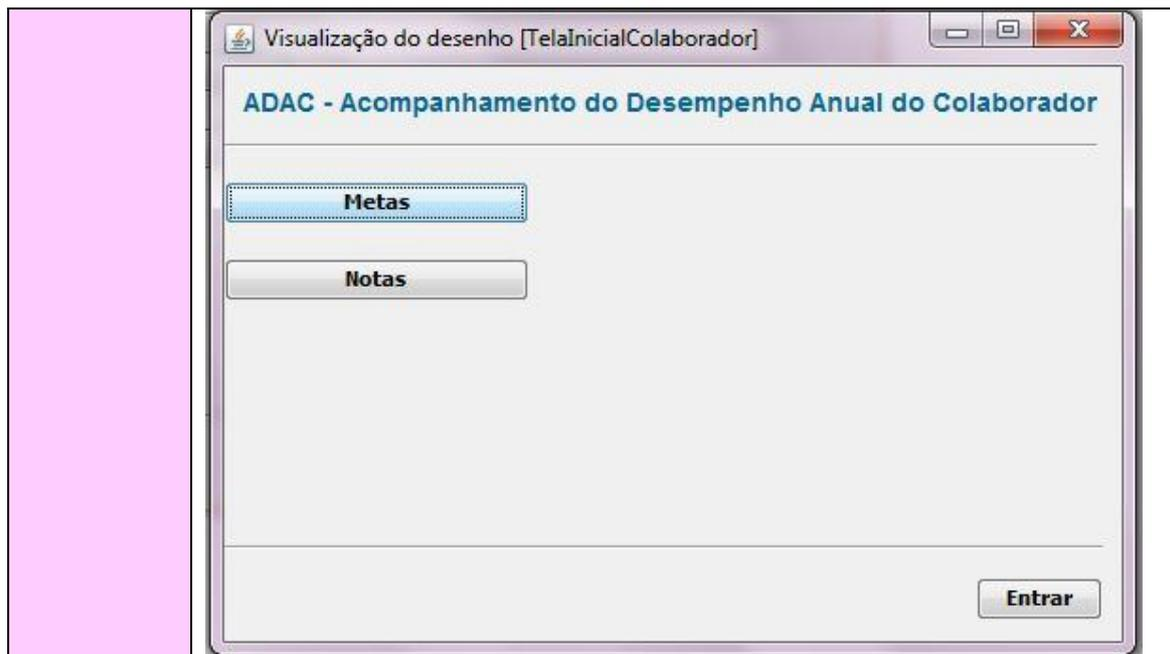 Visualização do desenho [TelaInicialColaborador]
ADAC - Acompanhamento do Desempenho Anual do Colaborador
Metas
Notas
Entrar